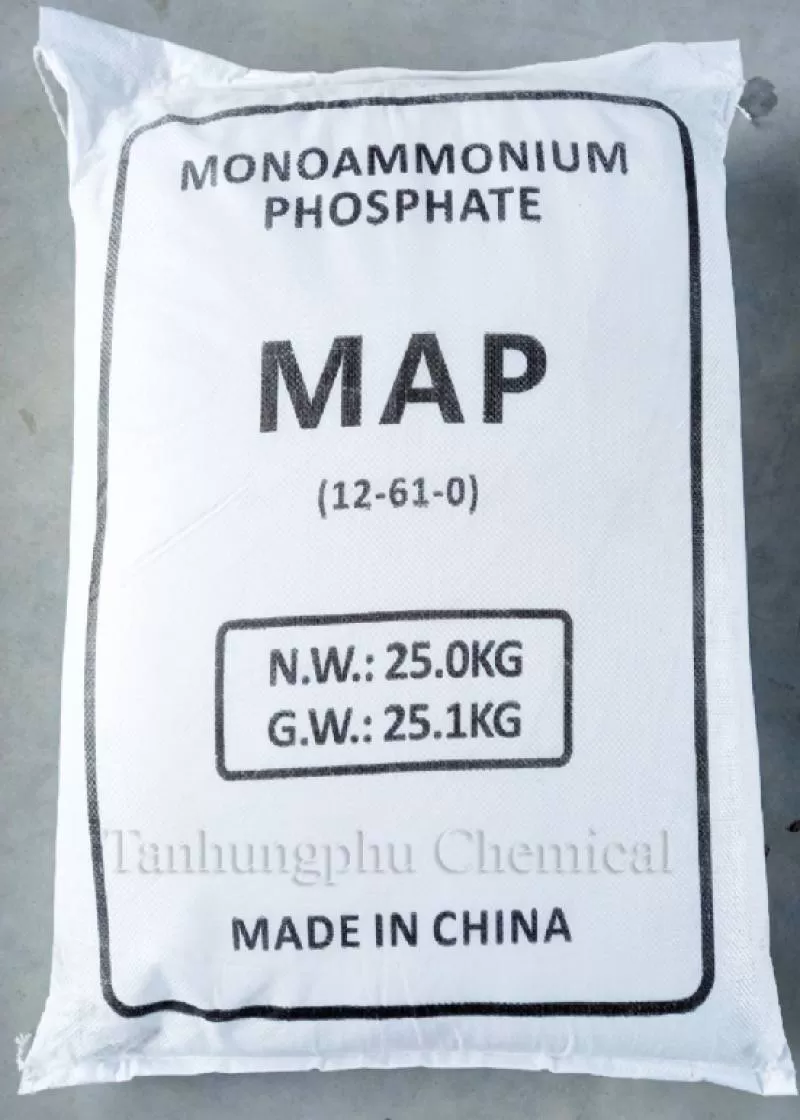 MONOAMMONIUM
PHOSPHATE
MAP
(12-61-0)
N.W.: 25.0KG
G.W.: 25.1KG
Tanhungphu Chemical
MADE IN CHINA